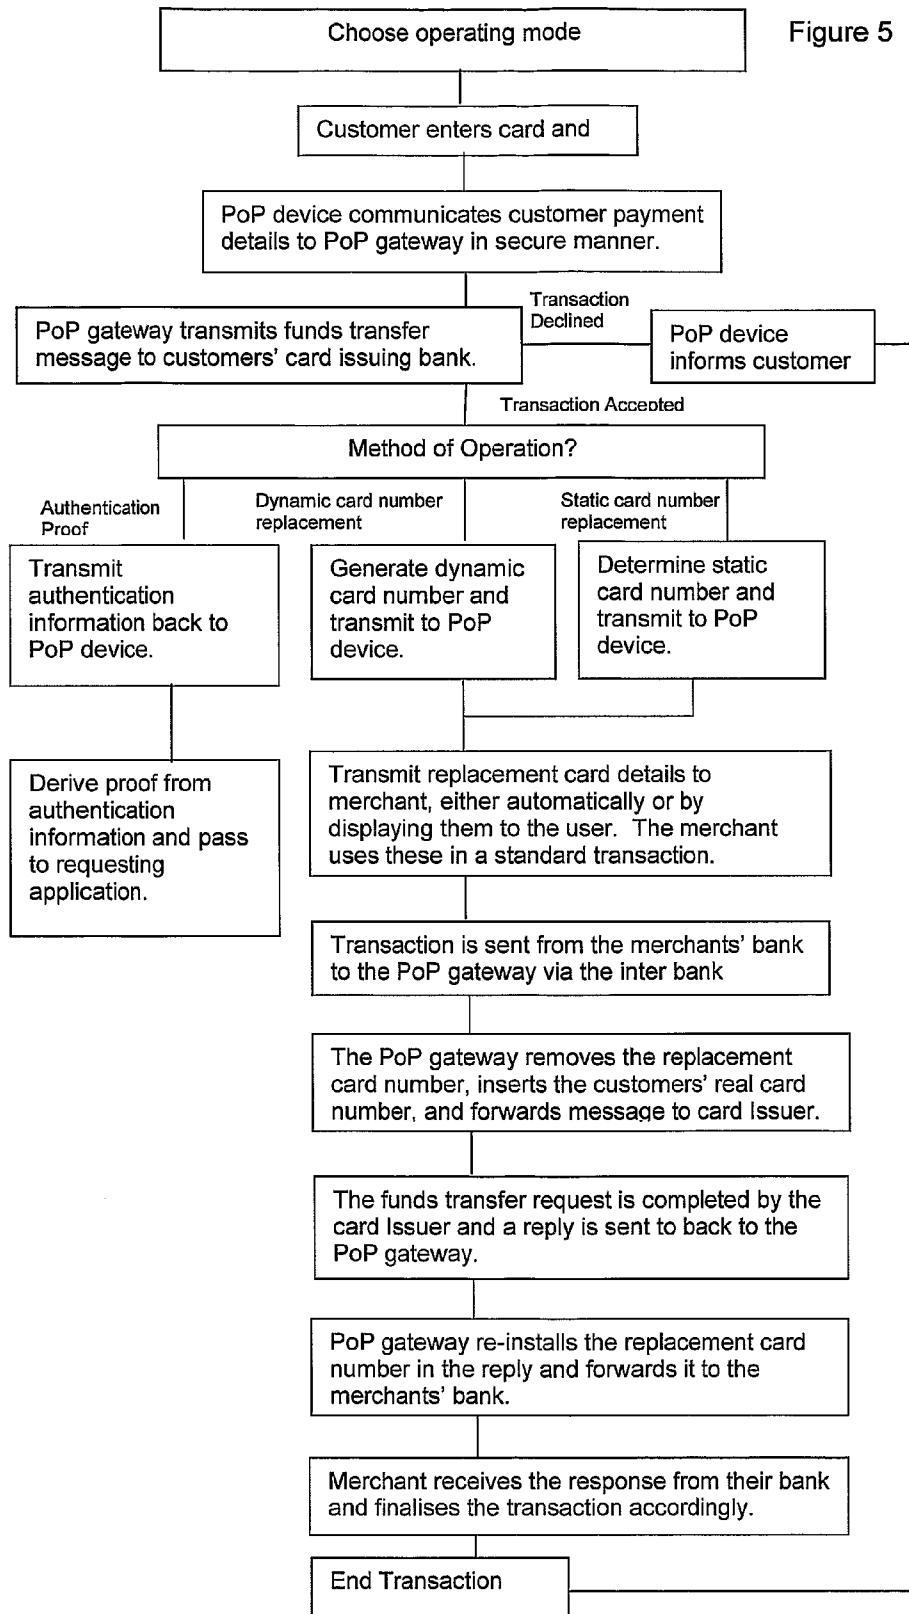 Choose operating mode
Figure 5
Customer enters card and
PoP device communicates customer payment
details to PoP gateway in secure manner.
Transaction
Declined
PoP gateway transmits funds transfer
message to customers' card issuing bank.
PoP device
informs customer
Transaction Accepted
Method of Operation?
Authentication
Proof
Dynamic card number
replacement
Static card number
replacement
Transmit
authentication
information back to
PoP device.
Generate dynamic
card number and
transmit to PoP
device.
Determine static
card number and
transmit to PoP
device.
Derive proof from
authentication
information and pass
to requesting
application.
Transmit replacement card details to
merchant, either automatically or by
displaying them to the user. The merchant
uses these in a standard transaction.
Transaction is sent from the merchants' bank
to the PoP gateway via the inter bank
The PoP gateway removes the replacement
card number, inserts the customers' real card
number, and forwards message to card Issuer.
The funds transfer request is completed by the
card Issuer and a reply is sent to back to the
PoP gateway.
PoP gateway re-installs the replacement card
number in the reply and forwards it to the
merchants' bank.
Merchant receives the response from their bank
and finalises the transaction accordingly.
End Transaction